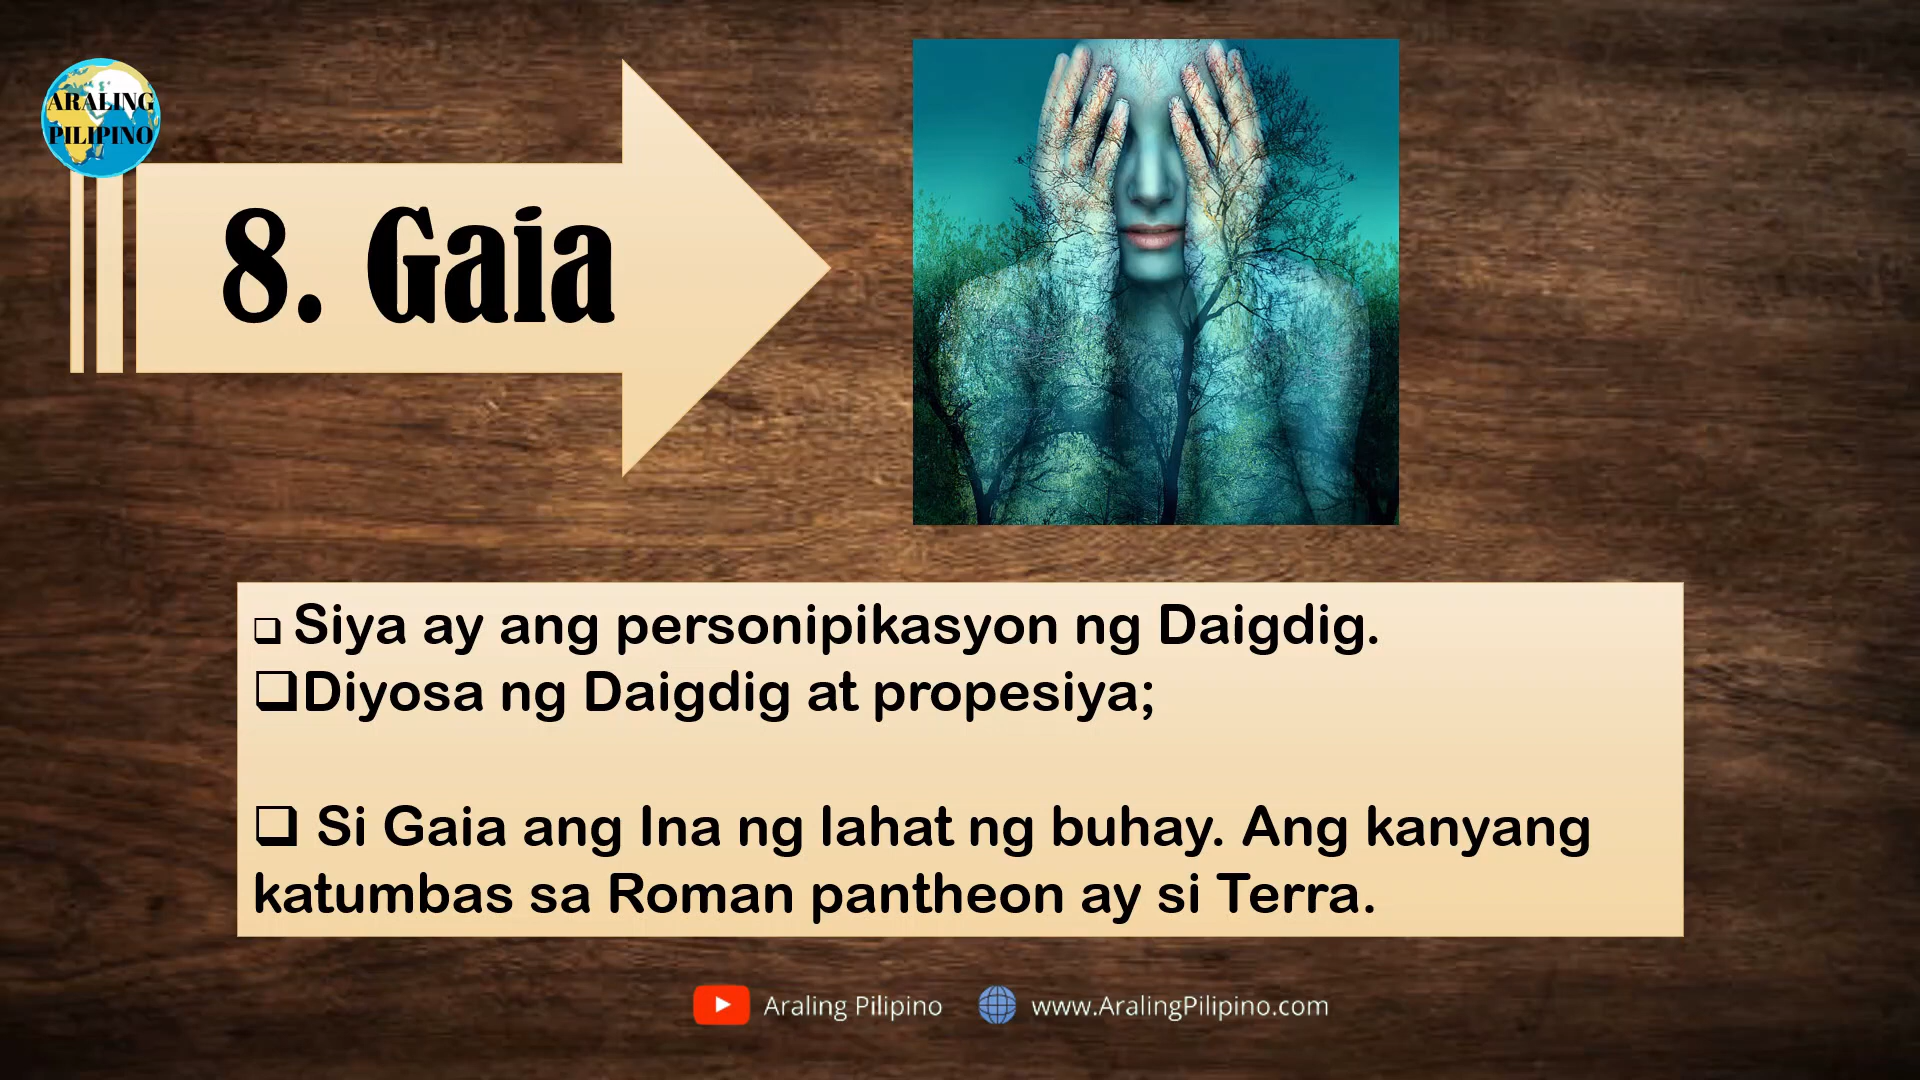 ARALING
PILIPINO
8. Gaia
Siya ay ang personipikasyon ng Daigdig.
Diyosa ng Daigdig at propesiya;
Si Gaia ang Ina ng lahat ng buhay. Ang kanyang
katumbas sa Roman pantheon ay si Terra.
Araling Pilipino
www.AralingPilipino.com